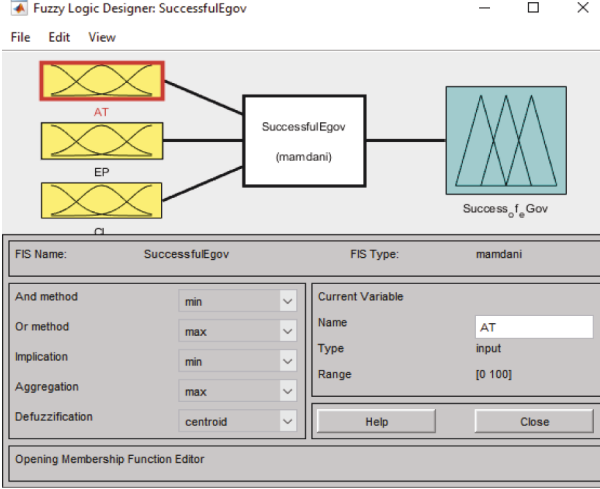 Fuzzy Logic Designer: SuccessfulEgov
File Edit View
AT
SuccessfulEgov
(mamdani)
EP
Success_of_eGov
FIS Name: SuccessfulEgov FIS Type: mamdani
And method min
Or method max
Implication min
Aggregation max
Defuzzification centroid
Current Variable
Name AT
Type input
Range [0 100]
Help Close
Opening Membership Function Editor